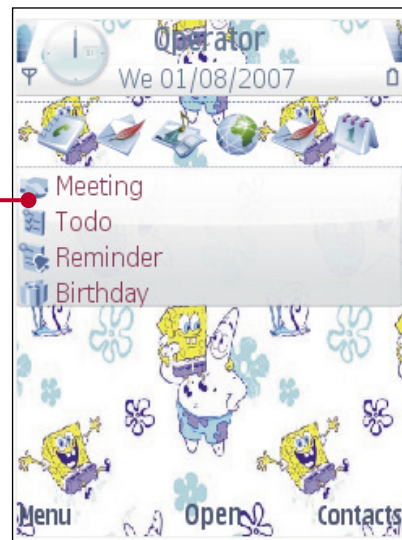 Operator
We 01/08/2007
Meeting
Todo
Reminder
Birthday
Menu Open Contacts